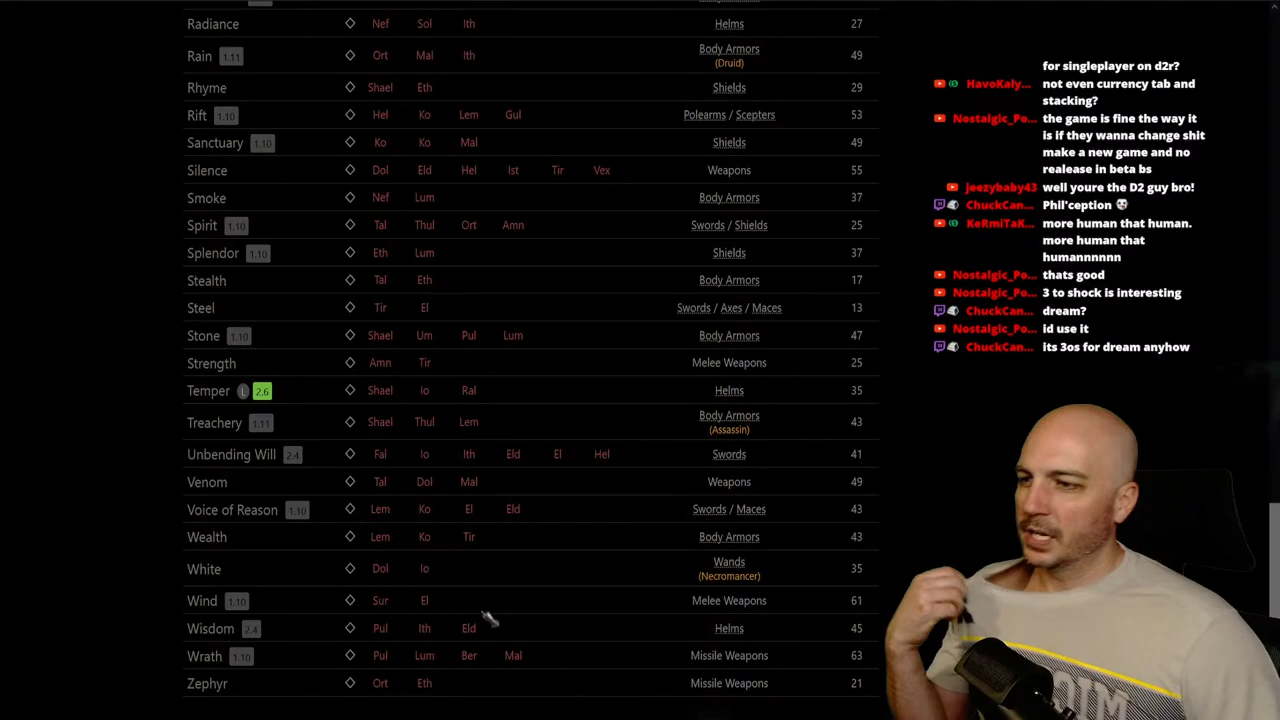 Radiance Nef Sol Ith Helms 27
Rain 1.11 Ort Mal Ith Body Armors (Druid) 49
Rhyme Shael Eth Shields 29
Rift 1.10 Hel Ko Lem Gul Polearms / Scepters 53
Sanctuary 1.10 Ko Ko Mal Shields 49
Silence Dol Eld Hel Ist Tir Vex Weapons 55
Smoke Nef Lum Body Armors 37
Spirit 1.10 Tal Thul Ort Amn Swords / Shields 25
Splendor 1.10 Eth Lum Shields 37
Stealth Tal Eth Body Armors 17
Steel Tir El Swords / Axes / Maces 13
Stone 1.10 Shael Um Pul Lum Body Armors 47
Strength Amn Tir Melee Weapons 25
Temper L 2.6 Shael Io Ral Helms 35
Treachery 1.11 Shael Thul Lem Body Armors (Assassin) 43
Unbending Will 2.4 Fal Io Ith Eld El Hel Swords 41
Venom Tal Dol Mal Weapons 49
Voice of Reason 1.10 Lem Ko El Eld Swords / Maces 43
Wealth Lem Ko Tir Body Armors 43
White Dol Io Wands (Necromancer) 35
Wind 1.10 Sur El Melee Weapons 61
Wisdom 2.4 Pul Ith Eld Helms 45
Wrath 1.10 Pul Lum Ber Mal Missile Weapons 63
Zephyr Ort Eth Missile Weapons 21
for singleplayer on d2r?
HavoKaly... not even currency tab and
stacking?
Nostalgic_Po... the game is fine the way it
is if they wanna change shit
make a new game and no
realease in beta bs
jeezybaby43 well youre the D2 guy bro!
ChuckCan... Phil'ception
KeRmiTaK... more human that human.
more human that
humannnnnn
Nostalgic_Po... thats good
Nostalgic_Po... 3 to shock is interesting
ChuckCan... dream?
Nostalgic_Po... id use it
ChuckCan... its 3os for dream anyhow